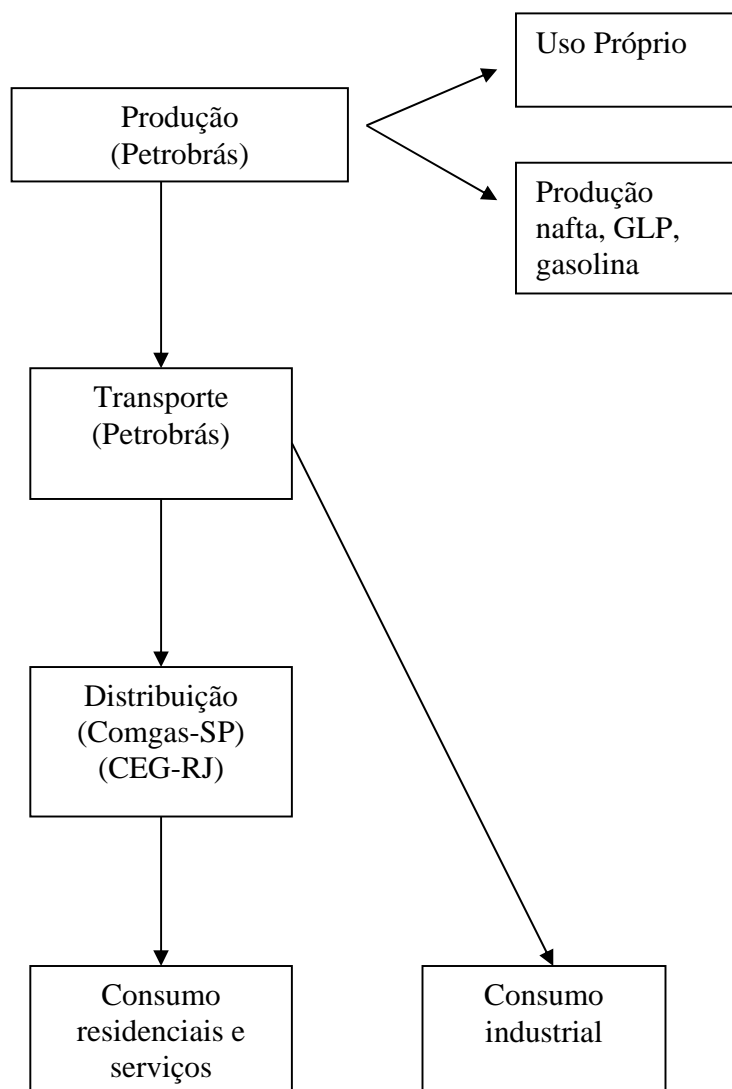 Uso Próprio
Produção
(Petrobrás)
Produção
nafta, GLP,
gasolina
Transporte
(Petrobrás)
Distribuição
(Comgas-SP)
(CEG-RJ)
Consumo
residenciais e
serviços
Consumo
industrial